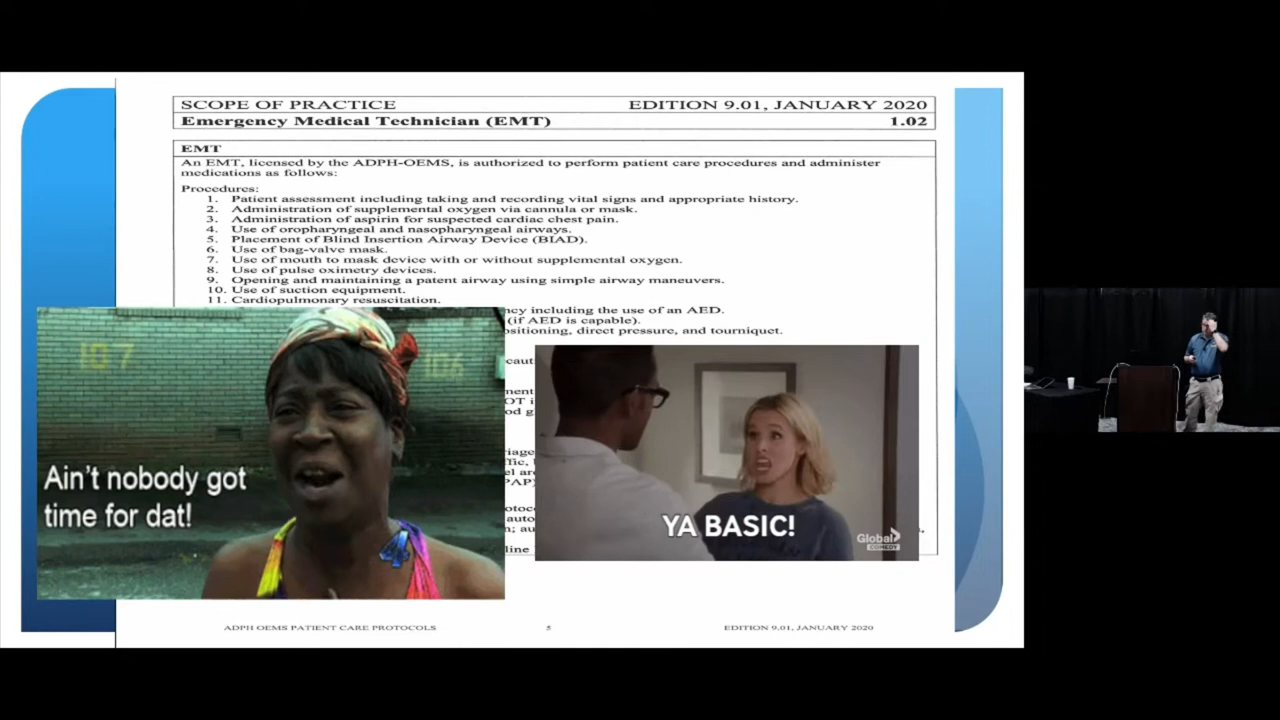 SCOPE OF PRACTICE EDITION 9.01, JANUARY 2020
Emergency Medical Technician (EMT) 1.02
EMT
An EMT, licensed by the ADPH-OEMS, is authorized to perform patient care procedures and administer
medications as follows:
Procedures:
1. Patient assessment including taking and recording vital signs and appropriate history.
2. Administration of supplemental oxygen via cannula or mask.
3. Administration of aspirin for suspected cardiac chest pain.
4. Use of oropharyngeal and nasopharyngeal airways.
5. Placement of Blind Insertion Airway Device (BIAD).
6. Use of bag-valve mask.
7. Use of mouth to mask device with or without supplemental oxygen.
8. Use of pulse oximetry devices.
9. Opening and maintaining a patent airway using simple airway maneuvers.
10. Use of suction equipment.
11. Cardiopulmonary resuscitation.
ncy including the use of an AED.
(if AED is capable).
ositioning, direct pressure, and tourniquet.
107
106
Ain't nobody got
time for dat!
4
YA BASIC!
Global
COMEDY
ADPH OEMS PATIENT CARE PROTOCOLS 5 EDITION 9.01, JANUARY 2020